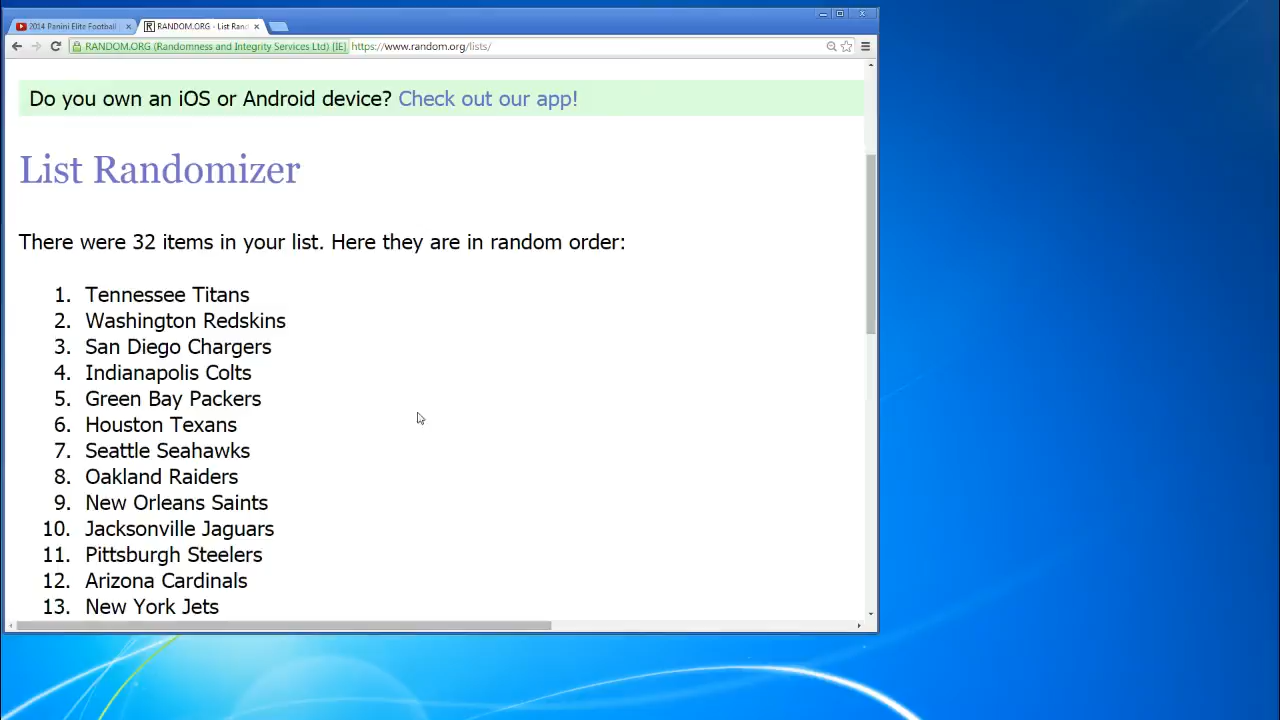 2014 Panini Elite Football
RANDOM.ORG - List Ran
RANDOM.ORG (Randomness and Integrity Services Ltd) [IE] https://www.random.org/lists/
Do you own an iOS or Android device? Check out our app!
List Randomizer
There were 32 items in your list. Here they are in random order:
1. Tennessee Titans
2. Washington Redskins
3. San Diego Chargers
4. Indianapolis Colts
5. Green Bay Packers
6. Houston Texans
7. Seattle Seahawks
8. Oakland Raiders
9. New Orleans Saints
10. Jacksonville Jaguars
11. Pittsburgh Steelers
12. Arizona Cardinals
13. New York Jets